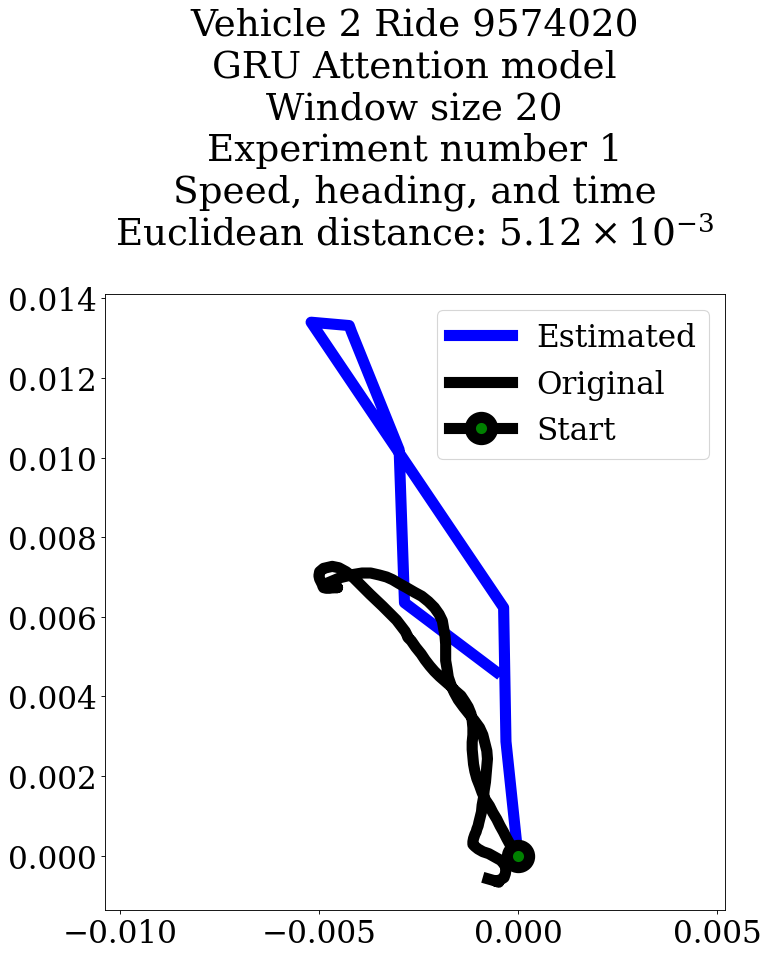 Vehicle 2 Ride 9574020
GRU Attention model
Window size 20
Experiment number 1
Speed, heading, and time
Euclidean distance: 5.12 × 10⁻³
Estimated
Original
Start
0.014
0.012
0.010
0.008
0.006
0.004
0.002
0.000
−0.010 −0.005 0.000 0.005